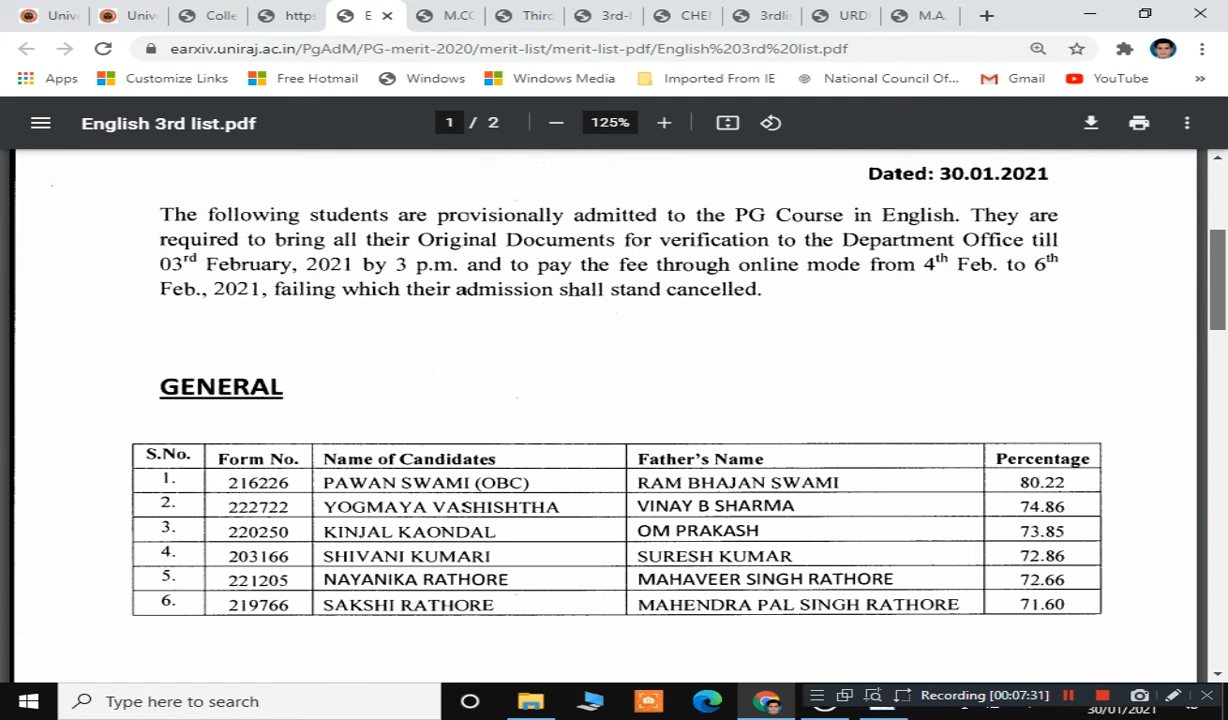 Univ
Univ
Colle
https
E
M.CO
Third
3rd-
CHEM
3rdli
URD
M.A.
earxiv.uniraj.ac.in/PgAdM/PG-merit-2020/merit-list/merit-list-pdf/English%203rd%20list.pdf
Apps Customize Links Free Hotmail Windows Windows Media Imported From IE National Council Of... Gmail YouTube »
English 3rd list.pdf 1 / 2 — 125% +
Dated: 30.01.2021
The following students are provisionally admitted to the PG Course in English. They are
required to bring all their Original Documents for verification to the Department Office till
03rd February, 2021 by 3 p.m. and to pay the fee through online mode from 4th Feb. to 6th
Feb., 2021, failing which their admission shall stand cancelled.
GENERAL
S.No. Form No. Name of Candidates Father's Name Percentage
1. 216226 PAWAN SWAMI (OBC) RAM BHAJAN SWAMI 80.22
2. 222722 YOGMAYA VASHISHTHA VINAY B SHARMA 74.86
3. 220250 KINJAL KAONDAL OM PRAKASH 73.85
4. 203166 SHIVANI KUMARI SURESH KUMAR 72.86
5. 221205 NAYANIKA RATHORE MAHAVEER SINGH RATHORE 72.66
6. 219766 SAKSHI RATHORE MAHENDRA PAL SINGH RATHORE 71.60
Type here to search
Recording [00:07:31]
30/01/2021